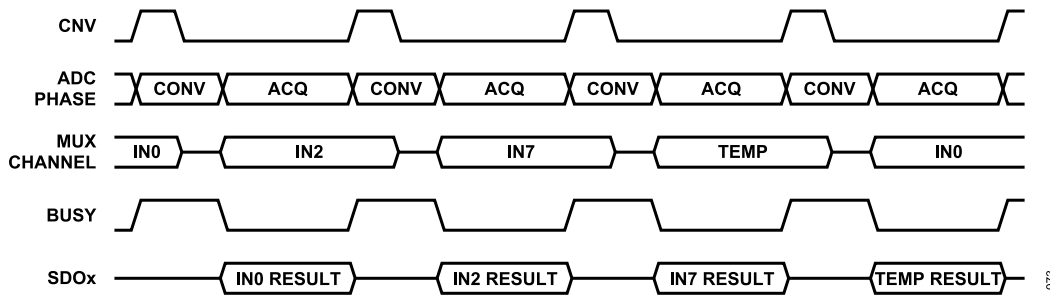 CNV
ADC PHASE CONV ACQ CONV ACQ CONV ACQ CONV ACQ
MUX CHANNEL IN0 IN2 IN7 TEMP IN0
BUSY
SDOx IN0 RESULT IN2 RESULT IN7 RESULT TEMP RESULT